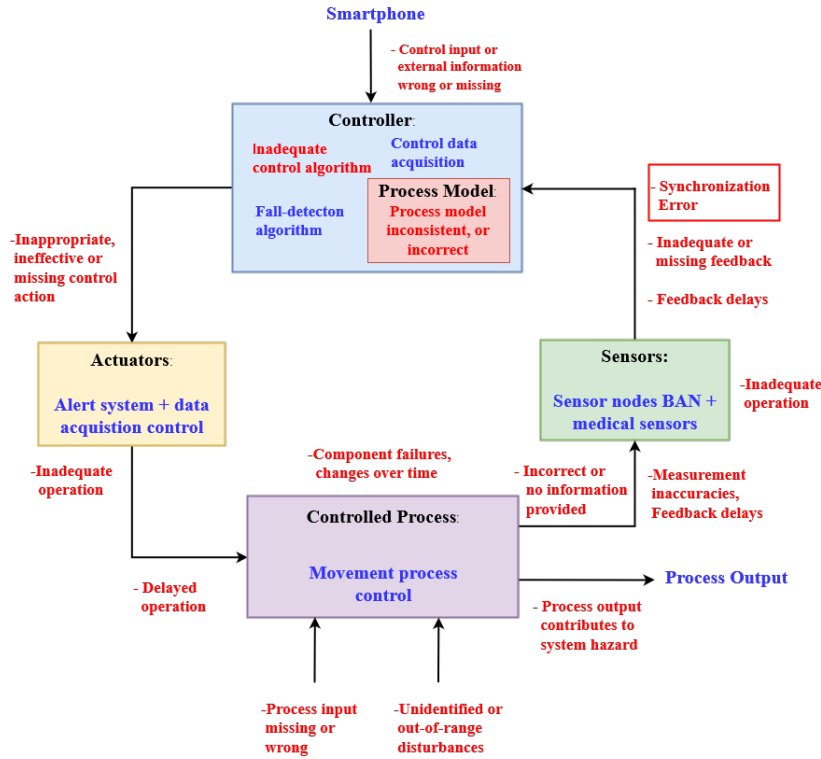 Smartphone
- Control input or
external information
wrong or missing
Controller:
Inadequate
control algorithm
Control data
acquisition
Fall-detecton
algorithm
Process Model:
Process model
inconsistent, or
incorrect
- Synchronization
Error
- Inadequate or
missing feedback
- Feedback delays
-Inappropriate,
ineffective or
missing control
action
Actuators:
Alert system + data
acquistion control
Sensors:
Sensor nodes BAN +
medical sensors
-Inadequate
operation
-Inadequate
operation
-Component failures,
changes over time
- Incorrect or
no information
provided
-Measurement
inaccuracies,
Feedback delays
Controlled Process:
Movement process
control
- Delayed
operation
Process Output
- Process output
contributes to
system hazard
-Process input
missing or
wrong
-Unidentified or
out-of-range
disturbances